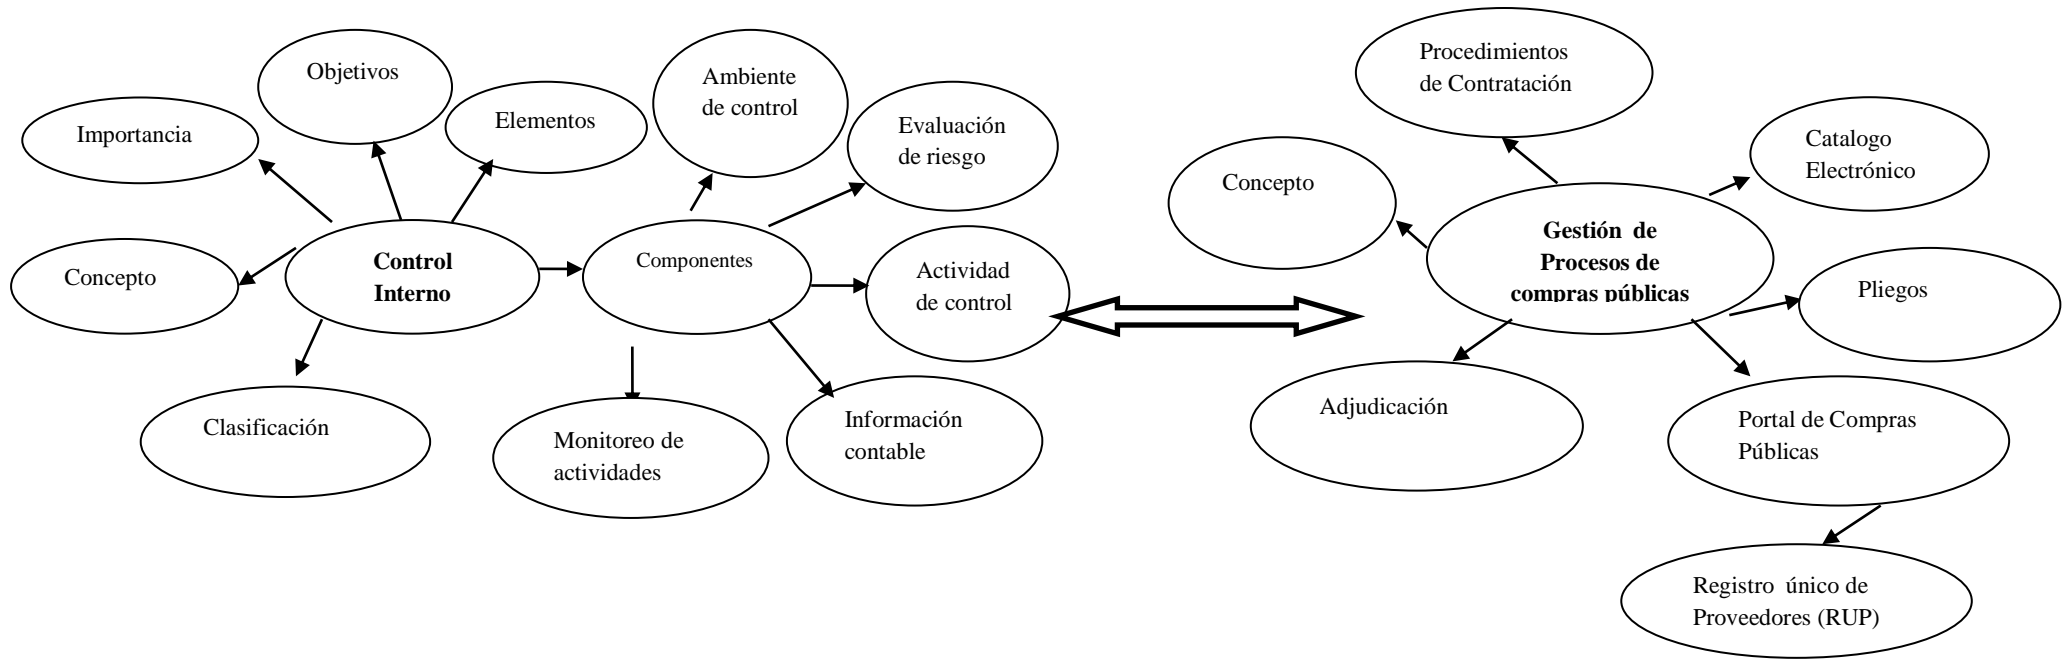 Objetivos
Importancia
Elementos
Concepto
Control
Interno
Clasificación
Ambiente
de control
Evaluación
de riesgo
Componentes
Actividad
de control
Información
contable
Monitoreo de
actividades
Procedimientos
de Contratación
Concepto
Catalogo
Electrónico
Gestión de
Procesos de
compras públicas
Pliegos
Adjudicación
Portal de Compras
Públicas
Registro único de
Proveedores (RUP)